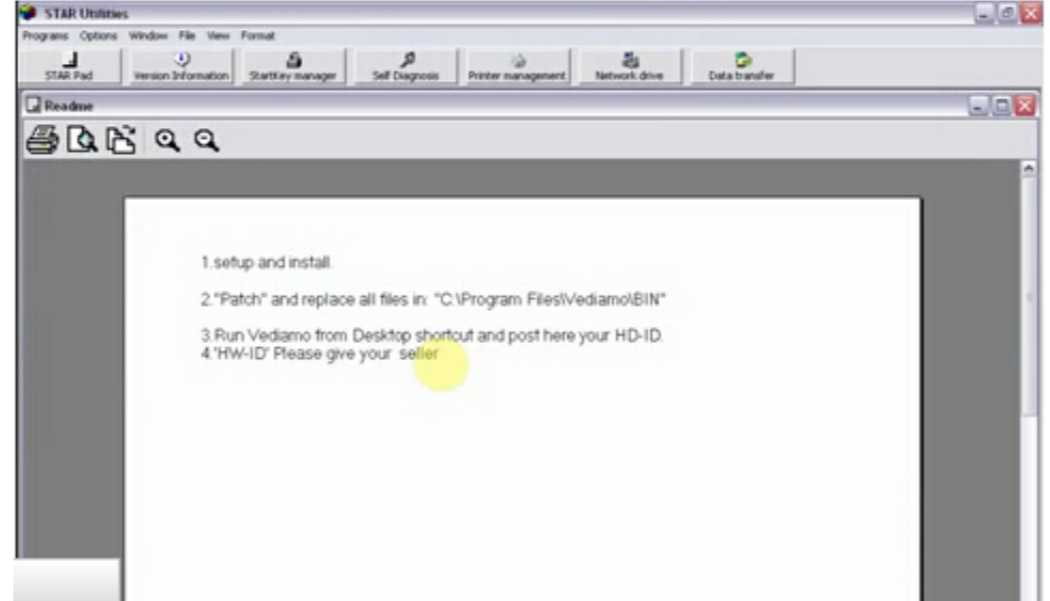 STAR Utilities
Programs Options Window File View Format
STAR Pad Version Information StartKey manager Self Diagnosis Printer management Network drive Data transfer
Readme
1.setup and install.
2."Patch" and replace all files in: "C:\Program Files\Vediamo\BIN"
3.Run Vediamo from Desktop shortcut and post here your HD-ID.
4.'HW-ID' Please give your seller